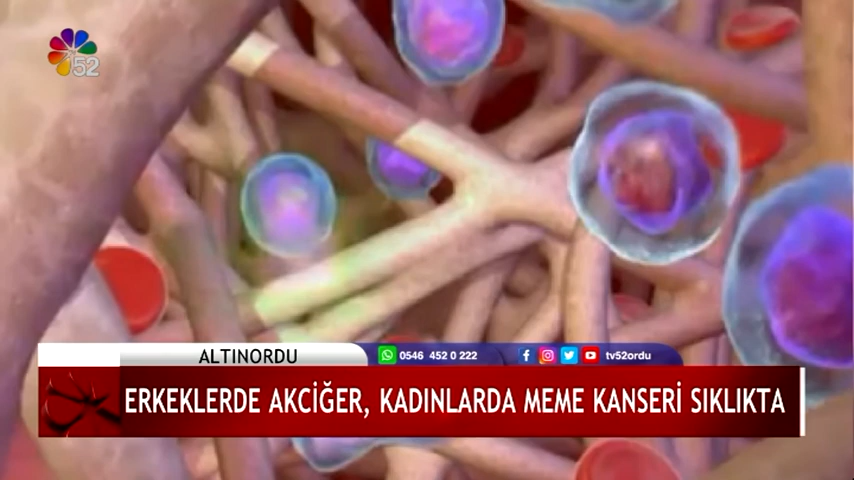 52
ALTINORDU
0546 452 0 222
tv52ordu
ERKEKLERDE AKCİĞER, KADINLARDA MEME KANSERİ SIKLIKTA